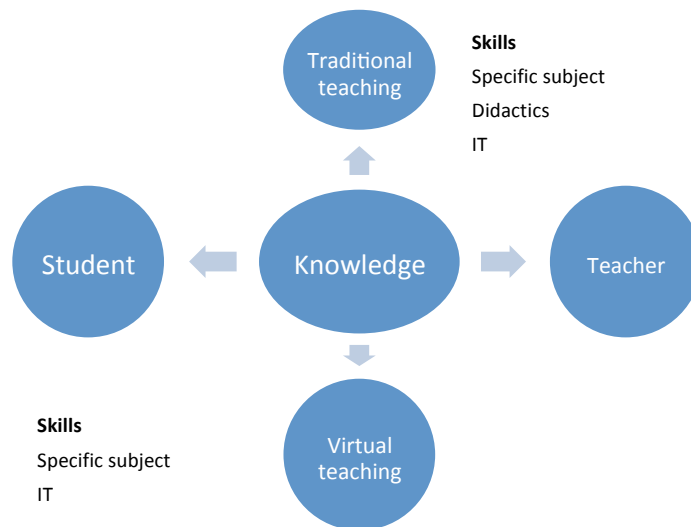 Traditional
teaching
Skills
Specific subject
Didactics
IT
Student
Knowledge
Teacher
Virtual
teaching
Skills
Specific subject
IT